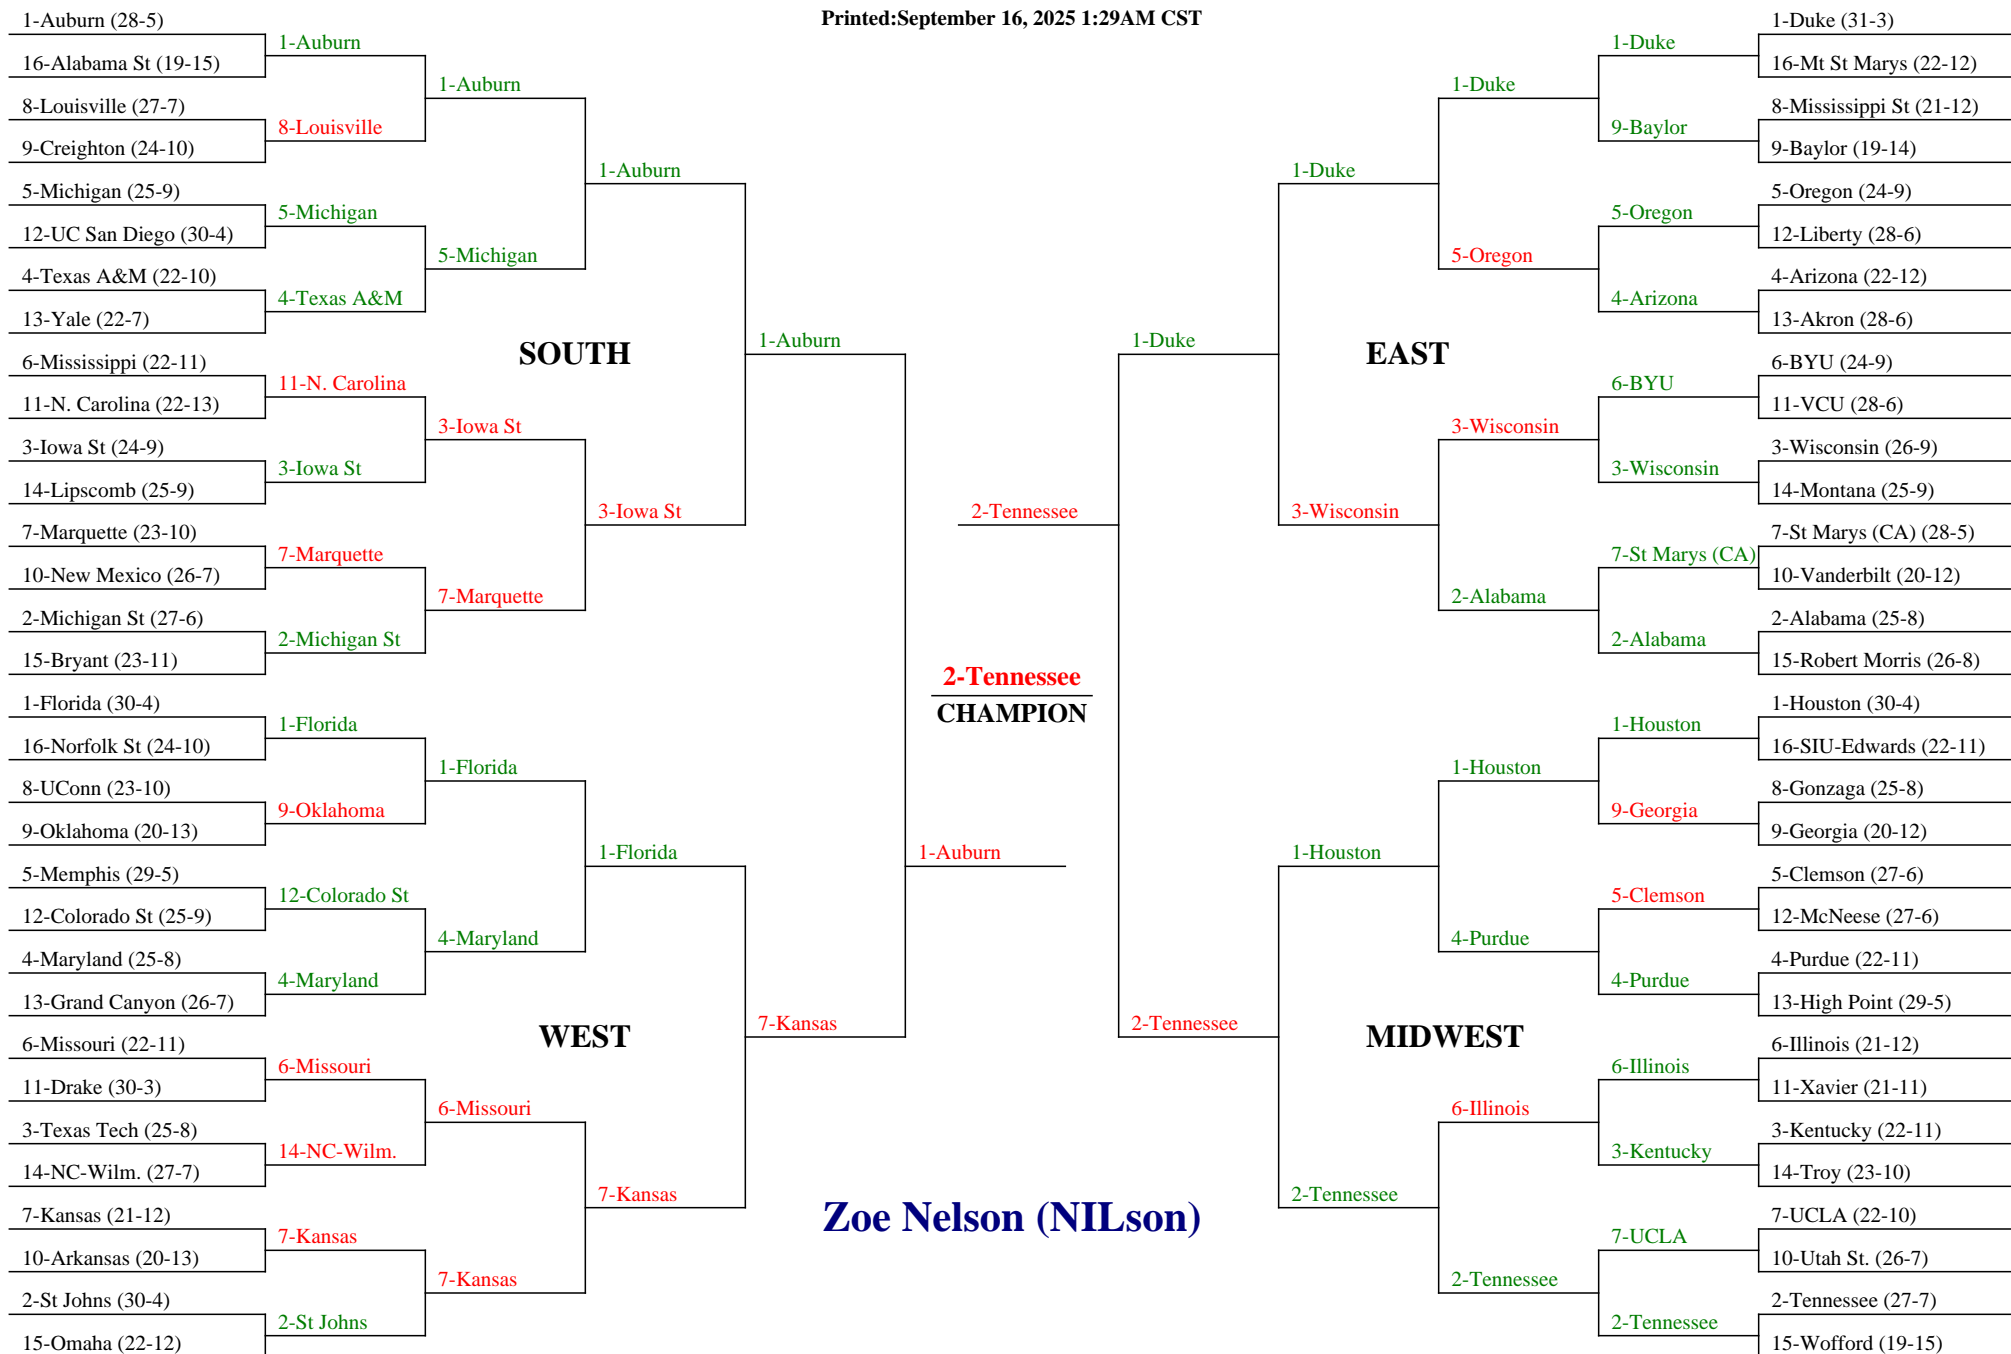 Printed:September 16, 2025 1:29AM CST
1-Auburn (28-5)
16-Alabama St (19-15)
8-Louisville (27-7)
9-Creighton (24-10)
5-Michigan (25-9)
12-UC San Diego (30-4)
4-Texas A&M (22-10)
13-Yale (22-7)
6-Mississippi (22-11)
11-N. Carolina (22-13)
3-Iowa St (24-9)
14-Lipscomb (25-9)
7-Marquette (23-10)
10-New Mexico (26-7)
2-Michigan St (27-6)
15-Bryant (23-11)
1-Florida (30-4)
16-Norfolk St (24-10)
8-UConn (23-10)
9-Oklahoma (20-13)
5-Memphis (29-5)
12-Colorado St (25-9)
4-Maryland (25-8)
13-Grand Canyon (26-7)
6-Missouri (22-11)
11-Drake (30-3)
3-Texas Tech (25-8)
14-NC-Wilm. (27-7)
7-Kansas (21-12)
10-Arkansas (20-13)
2-St Johns (30-4)
15-Omaha (22-12)
1-Auburn
8-Louisville
5-Michigan
4-Texas A&M
11-N. Carolina
3-Iowa St
7-Marquette
2-Michigan St
1-Florida
9-Oklahoma
12-Colorado St
4-Maryland
6-Missouri
14-NC-Wilm.
7-Kansas
2-St Johns
1-Auburn
5-Michigan
3-Iowa St
7-Marquette
1-Florida
4-Maryland
6-Missouri
7-Kansas
SOUTH
WEST
1-Auburn
3-Iowa St
1-Florida
7-Kansas
1-Auburn
7-Kansas
1-Auburn
2-Tennessee
2-Tennessee
CHAMPION
Zoe Nelson (NILson)
1-Duke
2-Tennessee
1-Duke
3-Wisconsin
1-Houston
2-Tennessee
EAST
MIDWEST
1-Duke
5-Oregon
3-Wisconsin
2-Alabama
1-Houston
4-Purdue
6-Illinois
2-Tennessee
1-Duke
9-Baylor
5-Oregon
4-Arizona
6-BYU
3-Wisconsin
7-St Marys (CA)
2-Alabama
1-Houston
9-Georgia
5-Clemson
4-Purdue
6-Illinois
3-Kentucky
7-UCLA
2-Tennessee
1-Duke (31-3)
16-Mt St Marys (22-12)
8-Mississippi St (21-12)
9-Baylor (19-14)
5-Oregon (24-9)
12-Liberty (28-6)
4-Arizona (22-12)
13-Akron (28-6)
6-BYU (24-9)
11-VCU (28-6)
3-Wisconsin (26-9)
14-Montana (25-9)
7-St Marys (CA) (28-5)
10-Vanderbilt (20-12)
2-Alabama (25-8)
15-Robert Morris (26-8)
1-Houston (30-4)
16-SIU-Edwards (22-11)
8-Gonzaga (25-8)
9-Georgia (20-12)
5-Clemson (27-6)
12-McNeese (27-6)
4-Purdue (22-11)
13-High Point (29-5)
6-Illinois (21-12)
11-Xavier (21-11)
3-Kentucky (22-11)
14-Troy (23-10)
7-UCLA (22-10)
10-Utah St. (26-7)
2-Tennessee (27-7)
15-Wofford (19-15)